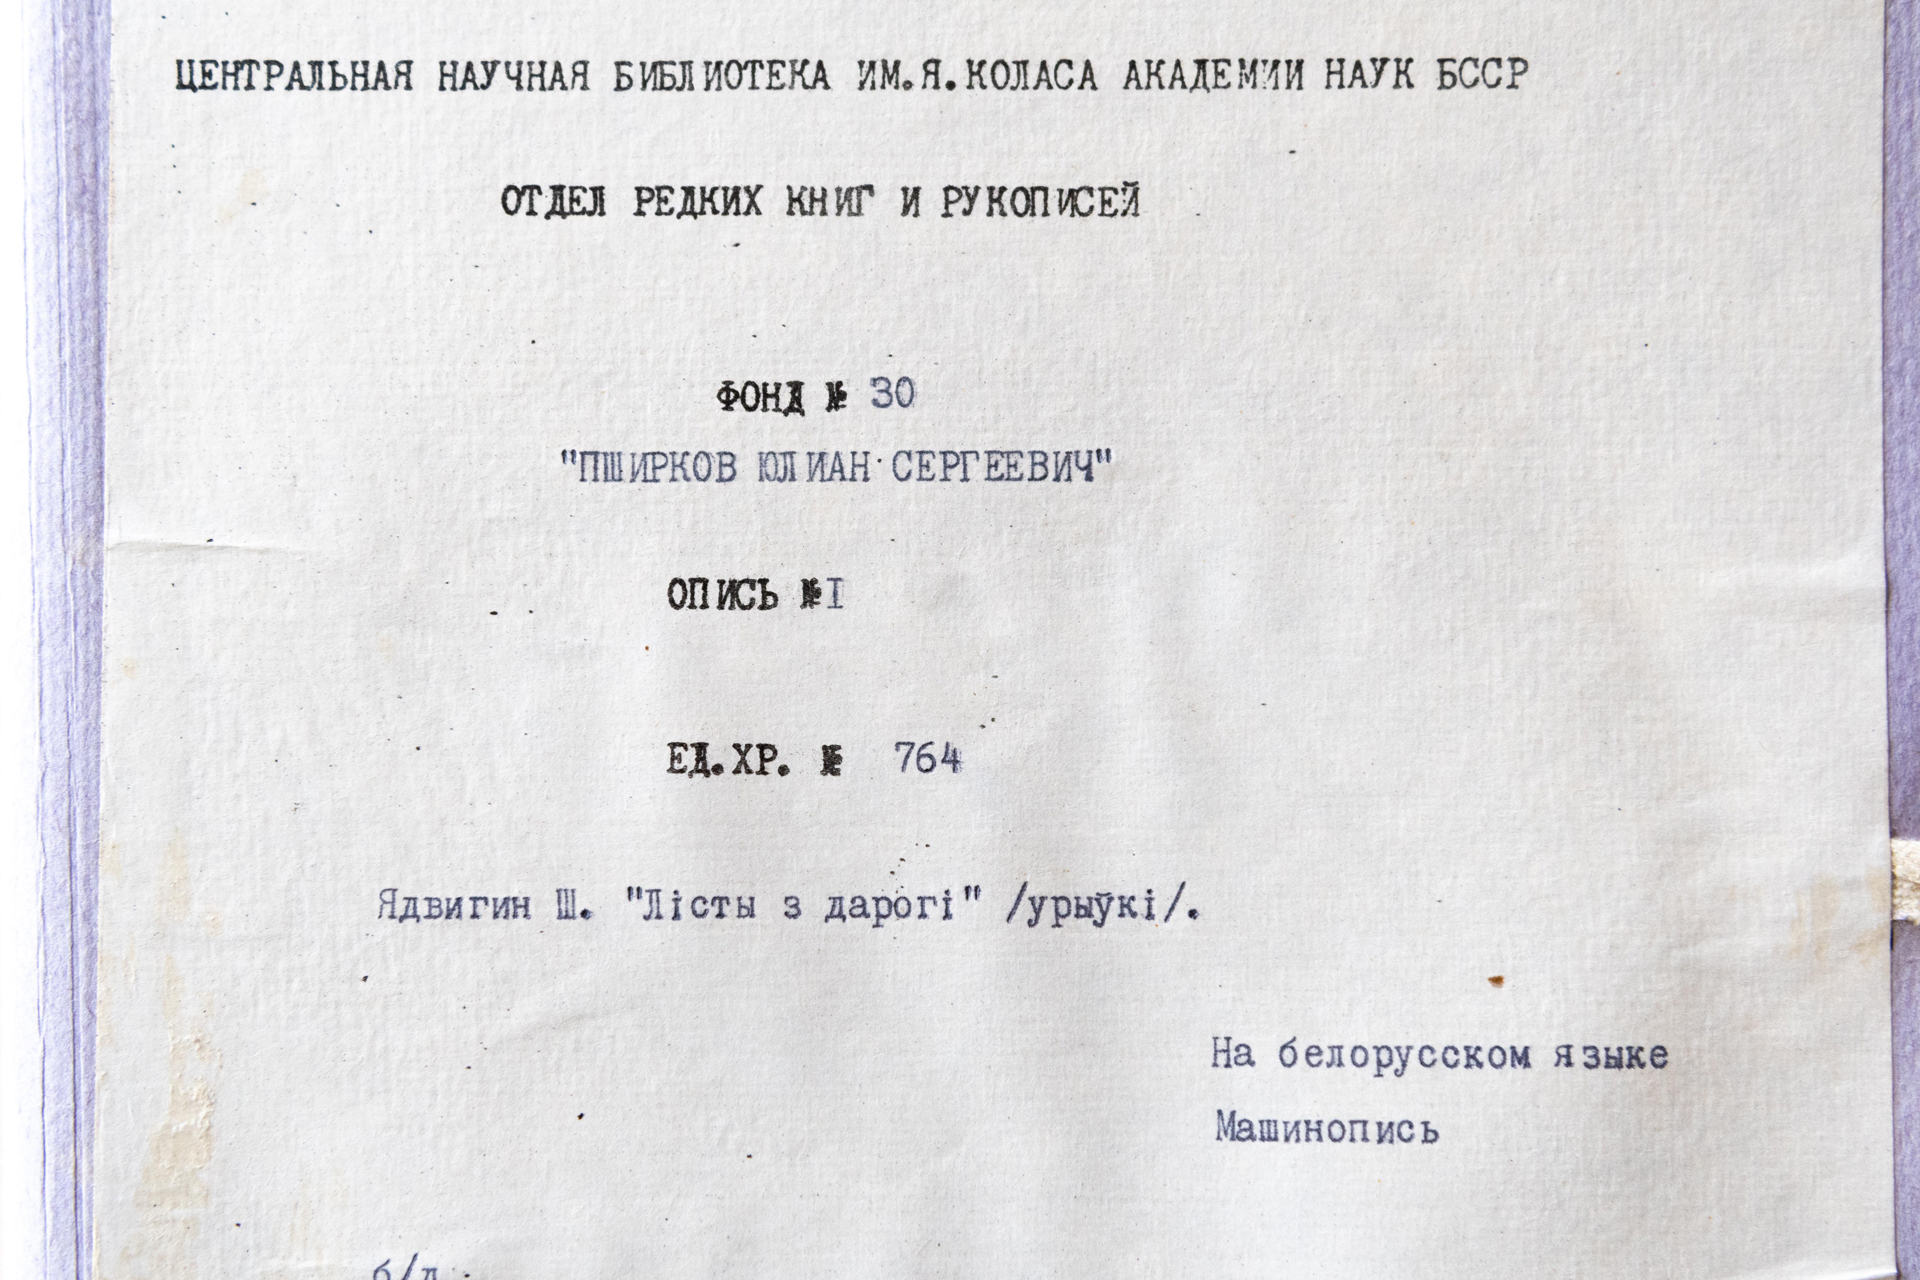 ЦЕНТРАЛЬНАЯ НАУЧНАЯ БИБЛИОТЕКА ИМ.Я.КОЛАСА АКАДЕМИИ НАУК БССР
ОТДЕЛ РЕДКИХ КНИГ И РУКОПИСЕЙ
ФОНД № 30
"ПШИРКОВ ЮЛИАН СЕРГЕЕВИЧ"
ОПИСЬ №I
ЕД.ХР. № 764
Ядвигин Ш. "Лісты з дарогі" /урыўкі/.
На белорусском языке
Машинопись
б/д.